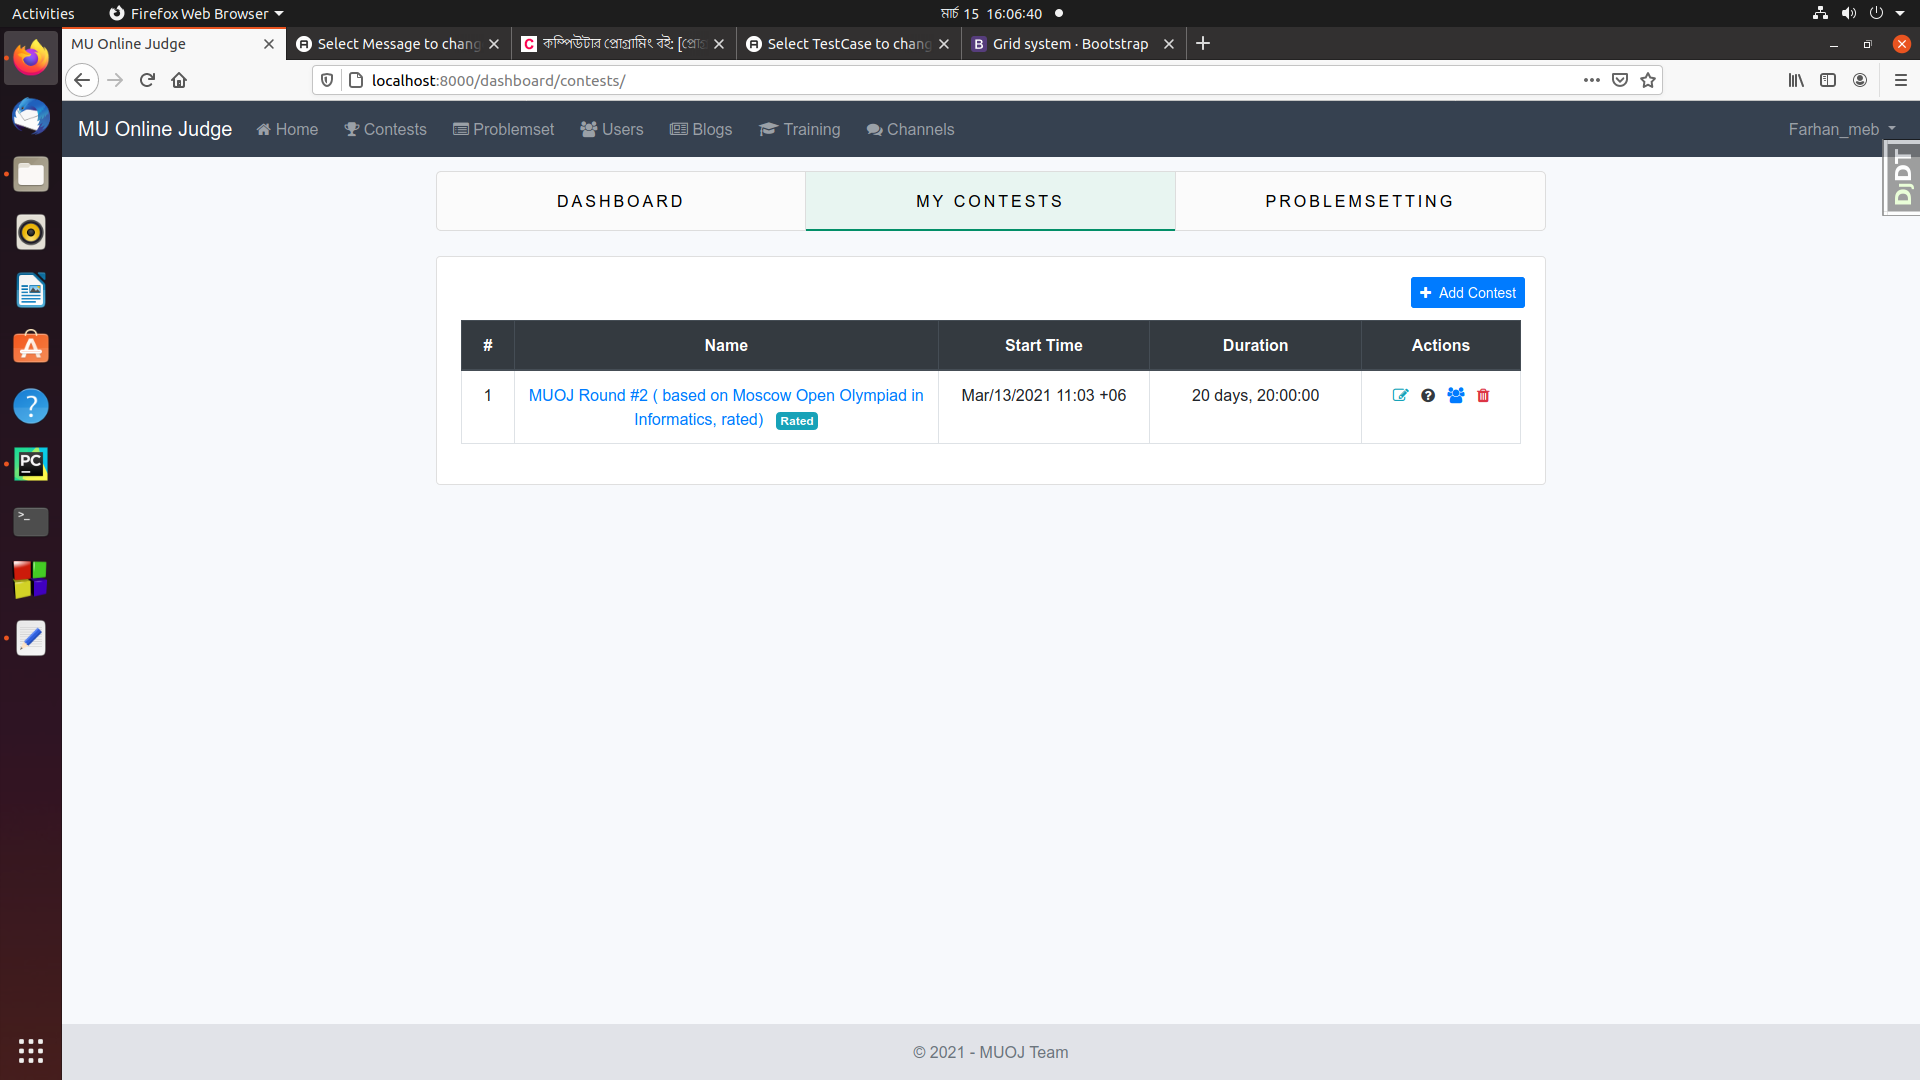 Activities Firefox Web Browser মার্চ 15 16:06:40
MU Online Judge Select Message to chang কম্পিউটার প্রোগ্রামিং বই: [প্রোগ্র Select TestCase to chang Grid system · Bootstrap
localhost:8000/dashboard/contests/
MU Online Judge Home Contests Problemset Users Blogs Training Channels Farhan_meb
DjDT
DASHBOARD MY CONTESTS PROBLEMSETTING
Add Contest
# Name Start Time Duration Actions
1 MUOJ Round #2 ( based on Moscow Open Olympiad in Mar/13/2021 11:03 +06 20 days, 20:00:00
Informatics, rated) Rated
PC
© 2021 - MUOJ Team